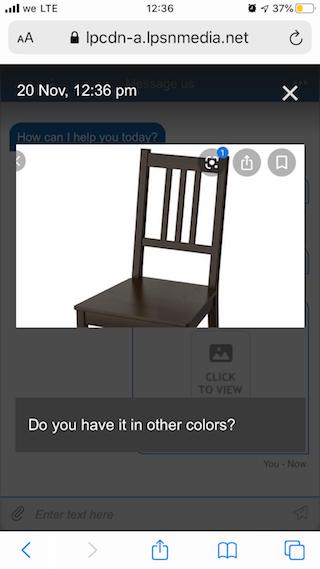 we LTE
12:36
37%
AA
lpcdn-a.lpsnmedia.net
Message us
20 Nov, 12:36 pm
How can I help you today?
1
CLICK
TO VIEW
Do you have it in other colors?
You - Now
Enter text here